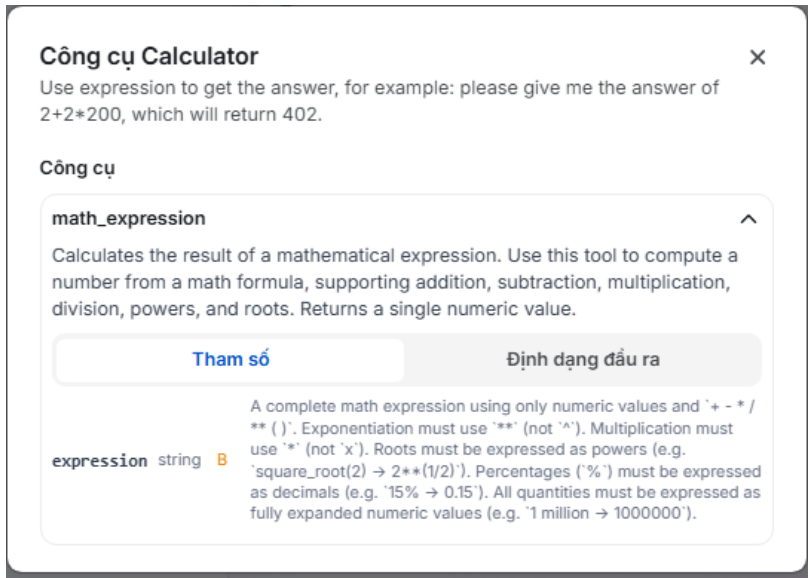 Công cụ Calculator
Use expression to get the answer, for example: please give me the answer of
2+2*200, which will return 402.
Công cụ
math_expression
Calculates the result of a mathematical expression. Use this tool to compute a
number from a math formula, supporting addition, subtraction, multiplication,
division, powers, and roots. Returns a single numeric value.
Tham số
Định dạng đầu ra
expression string B
A complete math expression using only numeric values and `+ - * /
** ( )`. Exponentiation must use `**` (not `^`). Multiplication must
use `*` (not `x`). Roots must be expressed as powers (e.g.
`square_root(2) → 2**(1/2)`). Percentages (`%`) must be expressed
as decimals (e.g. `15% → 0.15`). All quantities must be expressed as
fully expanded numeric values (e.g. `1 million → 1000000`).